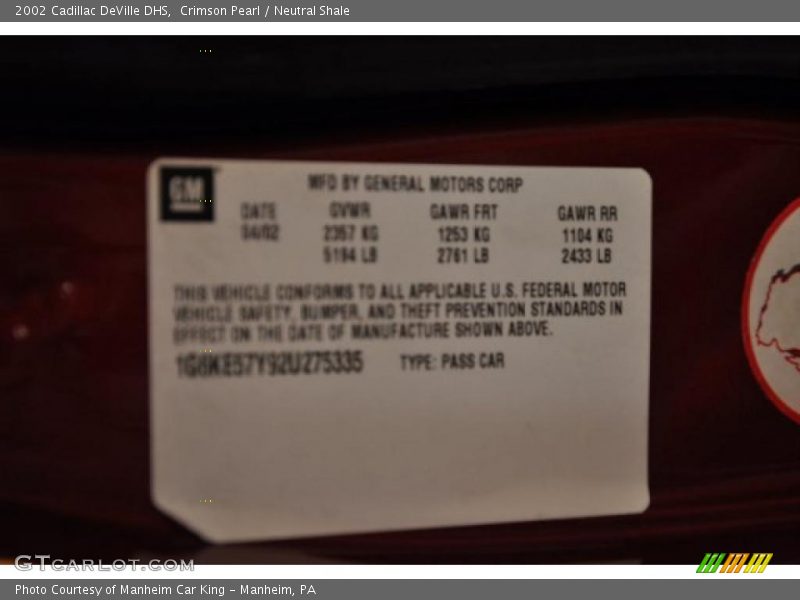 2002 Cadillac DeVille DHS,  Crimson Pearl / Neutral Shale
GM
MFD BY GENERAL MOTORS CORP
DATE GVWR GAWR FRT GAWR RR
04/02 2357 KG 1253 KG 1104 KG
5194 LB 2761 LB 2433 LB
THIS VEHICLE CONFORMS TO ALL APPLICABLE U.S. FEDERAL MOTOR
VEHICLE SAFETY, BUMPER, AND THEFT PREVENTION STANDARDS IN
EFFECT ON THE DATE OF MANUFACTURE SHOWN ABOVE.
1G6KE57Y92U275335 TYPE: PASS CAR
GTcarlot.com
Photo Courtesy of Manheim Car King - Manheim, PA